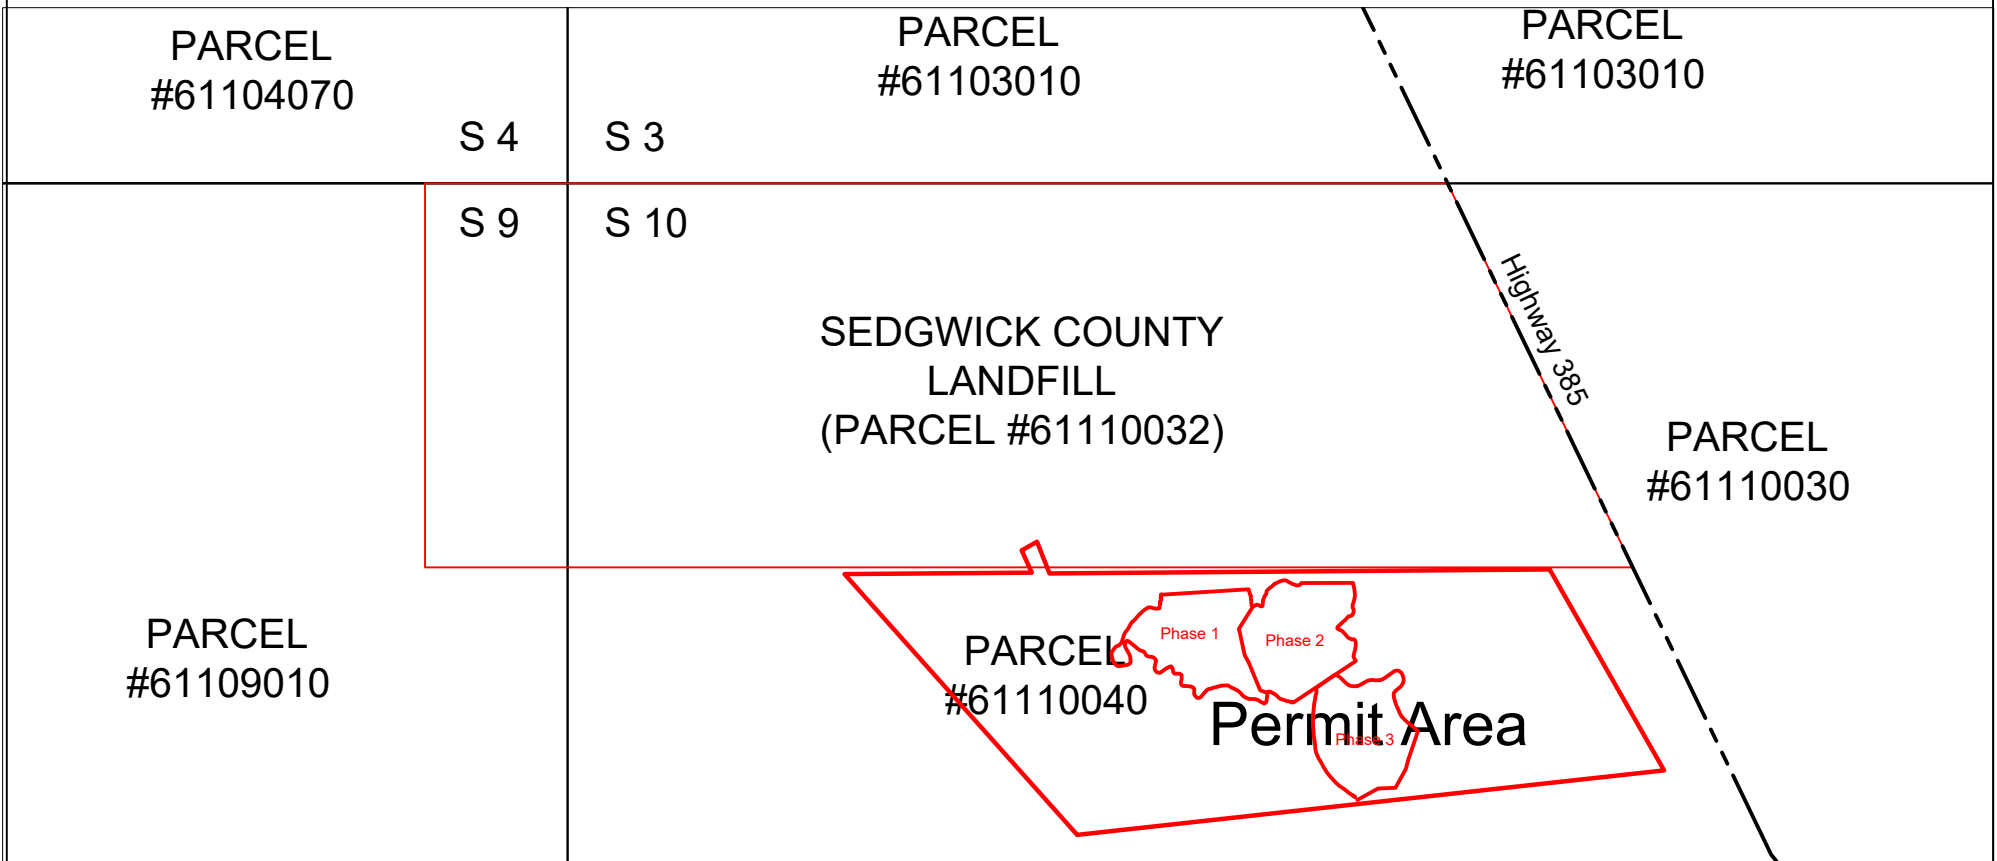 PARCEL
#61104070
PARCEL
#61103010
PARCEL
#61103010
S 4
S 3
S 9
S 10
Highway 385
SEDGWICK COUNTY
LANDFILL
(PARCEL #61110032)
PARCEL
#61110030
PARCEL
#61109010
PARCEL
#61110040
Phase 1
Phase 2
Permit Area
Phase 3